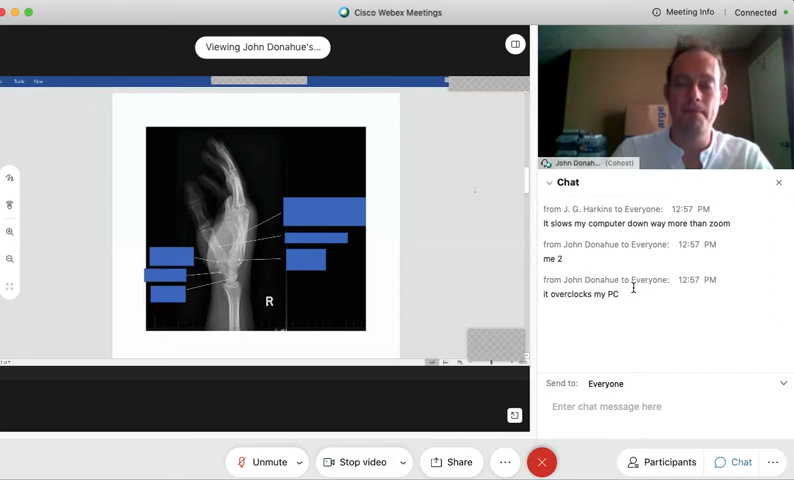 Cisco Webex Meetings
Meeting Info
Connected
Viewing John Donahue's...
Tools
View
R
arge
John Donah... (Cohost)
Chat
from J. G. Harkins to Everyone: 12:57 PM
It slows my computer down way more than zoom
from John Donahue to Everyone: 12:57 PM
me 2
from John Donahue to Everyone: 12:57 PM
it overclocks my PC
Send to: Everyone
Enter chat message here
Unmute
Stop video
Share
Participants
Chat